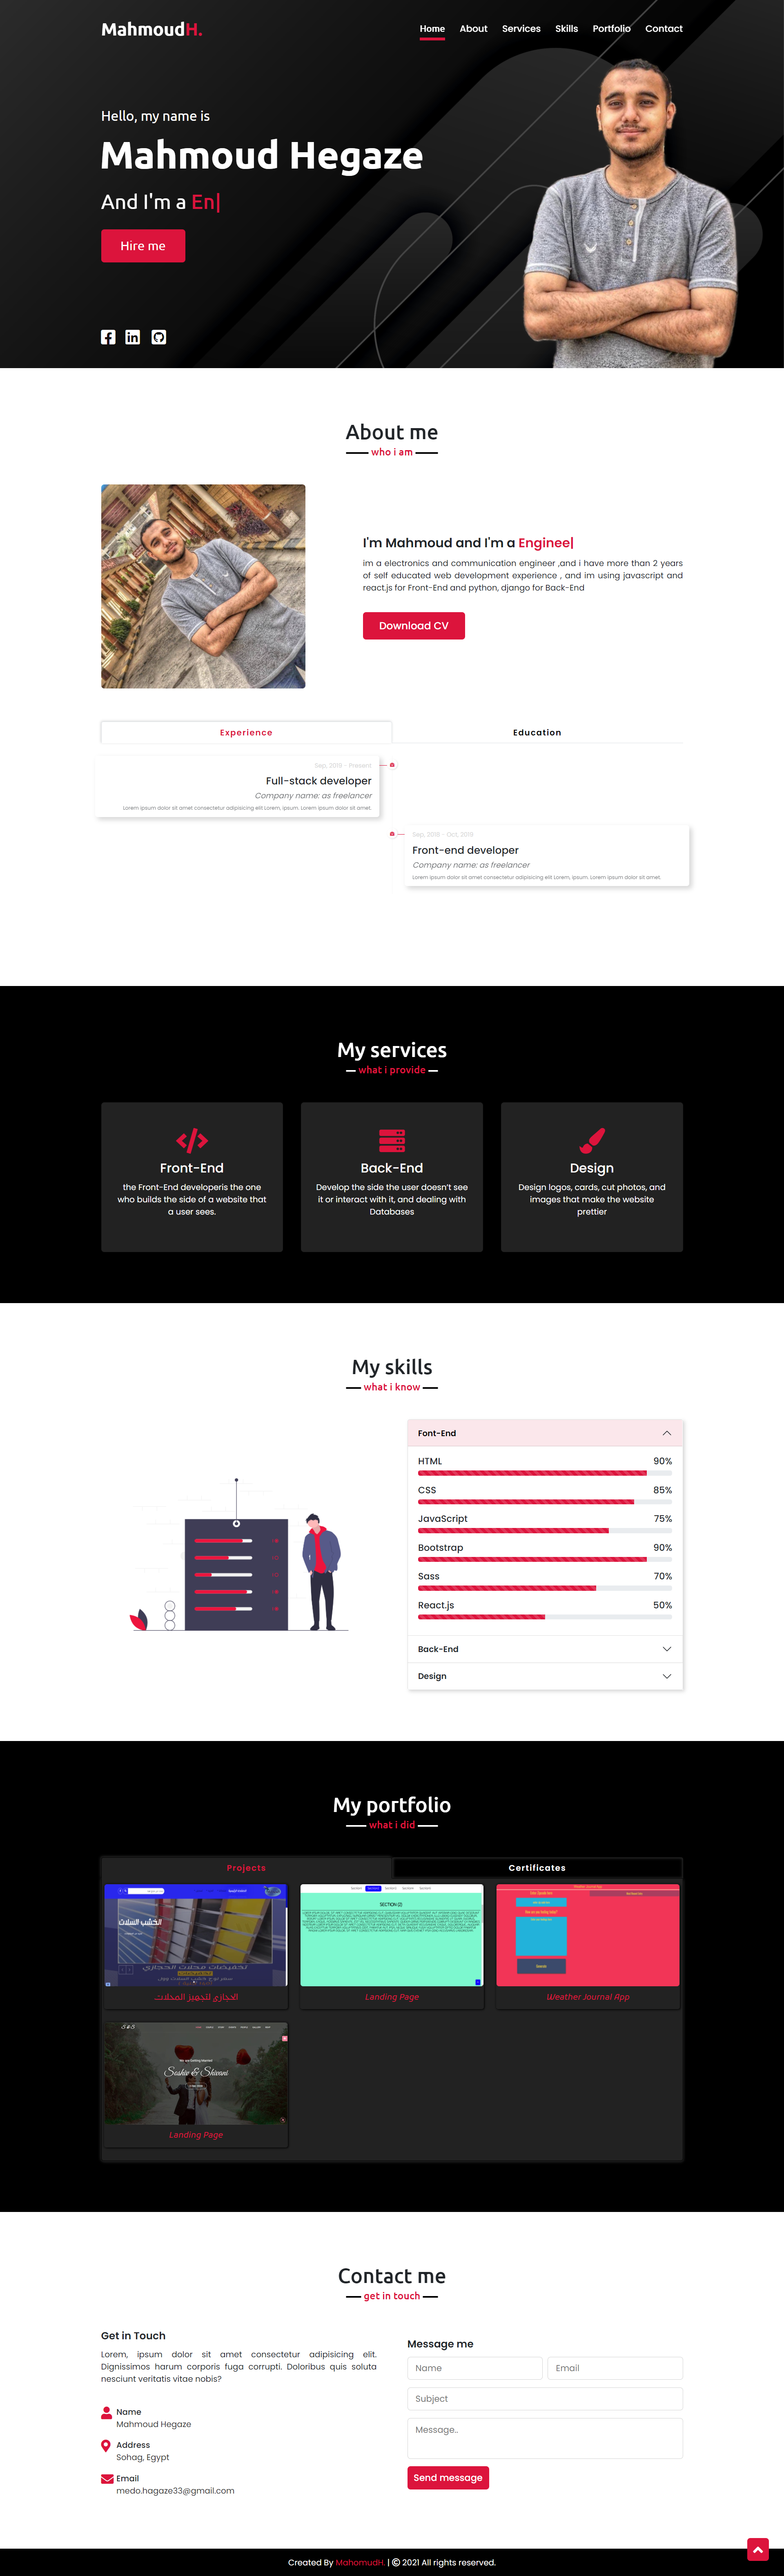 MahmoudH.
Home About Services Skills Portfolio Contact
Hello, my name is
Mahmoud Hegaze
And I'm a En|
Hire me
About me
who i am
I'm Mahmoud and I'm a Enginee|
im a electronics and communication engineer ,and i have more than 2 years
of self educated web development experience , and im using javascript and
react.js for Front-End and python, django for Back-End
Download CV
Experience Education
Sep, 2019 - Present
Full-stack developer
Company name: as freelancer
Lorem ipsum dolor sit amet consectetur adipisicing elit Lorem, ipsum. Lorem ipsum dolor sit amet.
Sep, 2018 - Oct, 2019
Front-end developer
Company name: as freelancer
Lorem ipsum dolor sit amet consectetur adipisicing elit Lorem, ipsum. Lorem ipsum dolor sit amet.
My services
what i provide
Front-End
the Front-End developeris the one
who builds the side of a website that
a user sees.
Back-End
Develop the side the user doesn't see
it or interact with it, and dealing with
Databases
Design
Design logos, cards, cut photos, and
images that make the website
prettier
My skills
what i know
Font-End
HTML 90%
CSS 85%
JavaScript 75%
Bootstrap 90%
Sass 70%
React.js 50%
Back-End
Design
My portfolio
what i did
Projects Certificates
الخشب السلات
SECTION (2)
الحجازي لتجهيز المحلات
Landing Page
Weather Journal App
S & S
We are Getting Married
Landing Page
Contact me
get in touch
Get in Touch
Lorem, ipsum dolor sit amet consectetur adipisicing elit.
Dignissimos harum corporis fuga corrupti. Doloribus quis soluta
nesciunt veritatis vitae nobis?
Name
Mahmoud Hegaze
Address
Sohag, Egypt
Email
medo.hagaze33@gmail.com
Message me
Name Email
Subject
Message..
Send message
Created By MahomudH. | © 2021 All rights reserved.